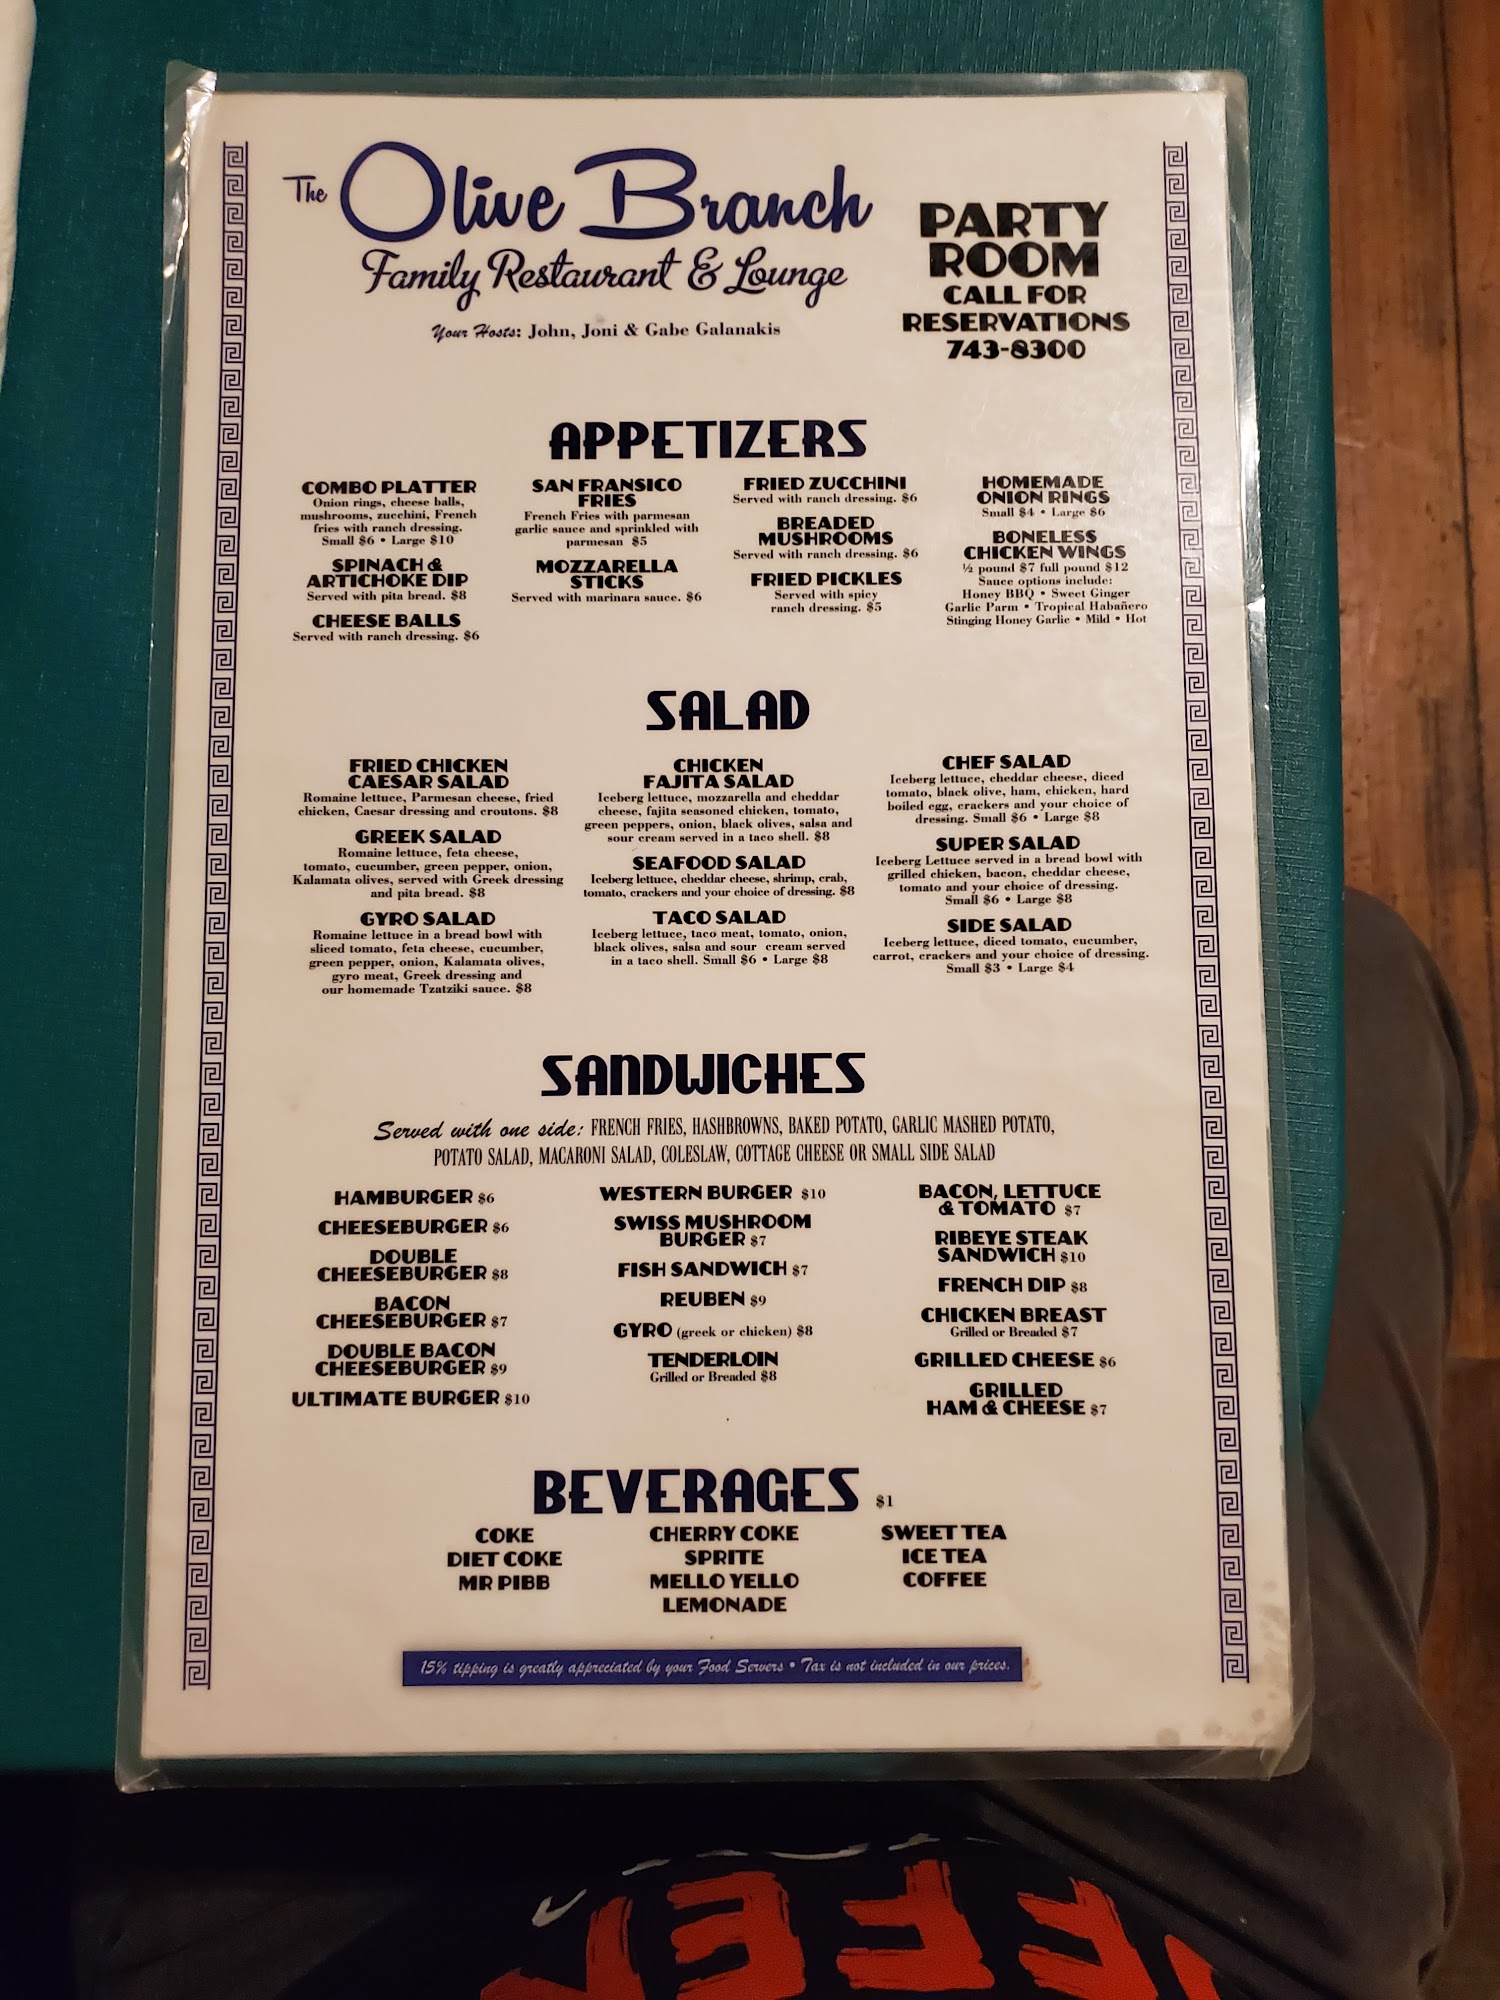 The Olive Branch
Family Restaurant & Lounge
Your Hosts: John, Joni & Gabe Galanakis
PARTY
ROOM
CALL FOR
RESERVATIONS
743-8300
APPETIZERS
COMBO PLATTER
Onion rings, cheese balls,
mushrooms, zucchini, French
fries with ranch dressing.
Small $6 • Large $10
SPINACH &
ARTICHOKE DIP
Served with pita bread. $8
CHEESE BALLS
Served with ranch dressing. $6
SAN FRANSICO
FRIES
French Fries with parmesan
garlic sauce and sprinkled with
parmesan $5
MOZZARELLA
STICKS
Served with marinara sauce. $6
FRIED ZUCCHINI
Served with ranch dressing. $6
BREADED
MUSHROOMS
Served with ranch dressing. $6
FRIED PICKLES
Served with spicy
ranch dressing. $5
HOMEMADE
ONION RINGS
Small $4 • Large $6
BONELESS
CHICKEN WINGS
½ pound $7 full pound $12
Sauce options include:
Honey BBQ • Sweet Ginger
Garlic Parm • Tropical Habañero
Stinging Honey Garlic • Mild • Hot
SALAD
FRIED CHICKEN
CAESAR SALAD
Romaine lettuce, Parmesan cheese, fried
chicken, Caesar dressing and croutons. $8
GREEK SALAD
Romaine lettuce, feta cheese,
tomato, cucumber, green pepper, onion,
Kalamata olives, served with Greek dressing
and pita bread. $8
GYRO SALAD
Romaine lettuce in a bread bowl with
sliced tomato, feta cheese, cucumber,
green pepper, onion, Kalamata olives,
gyro meat, Greek dressing and
our homemade Tzatziki sauce. $8
CHICKEN
FAJITA SALAD
Iceberg lettuce, mozzarella and cheddar
cheese, fajita seasoned chicken, tomato,
green peppers, onion, black olives, salsa and
sour cream served in a taco shell. $8
SEAFOOD SALAD
Iceberg lettuce, cheddar cheese, shrimp, crab,
tomato, crackers and your choice of dressing. $8
TACO SALAD
Iceberg lettuce, taco meat, tomato, onion,
black olives, salsa and sour cream served
in a taco shell. Small $6 • Large $8
CHEF SALAD
Iceberg lettuce, cheddar cheese, diced
tomato, black olive, ham, chicken, hard
boiled egg, crackers and your choice of
dressing. Small $6 • Large $8
SUPER SALAD
Iceberg Lettuce served in a bread bowl with
grilled chicken, bacon, cheddar cheese,
tomato and your choice of dressing.
Small $6 • Large $8
SIDE SALAD
Iceberg lettuce, diced tomato, cucumber,
carrot, crackers and your choice of dressing.
Small $3 • Large $4
SANDWICHES
Served with one side: FRENCH FRIES, HASHBROWNS, BAKED POTATO, GARLIC MASHED POTATO,
POTATO SALAD, MACARONI SALAD, COLESLAW, COTTAGE CHEESE OR SMALL SIDE SALAD
HAMBURGER $6
CHEESEBURGER $6
DOUBLE
CHEESEBURGER $8
BACON
CHEESEBURGER $7
DOUBLE BACON
CHEESEBURGER $9
ULTIMATE BURGER $10
WESTERN BURGER $10
SWISS MUSHROOM
BURGER $7
FISH SANDWICH $7
REUBEN $9
GYRO (greek or chicken) $8
TENDERLOIN
Grilled or Breaded $8
BACON, LETTUCE
& TOMATO $7
RIBEYE STEAK
SANDWICH $10
FRENCH DIP $8
CHICKEN BREAST
Grilled or Breaded $7
GRILLED CHEESE $6
GRILLED
HAM & CHEESE $7
BEVERAGES $1
COKE
DIET COKE
MR PIBB
CHERRY COKE
SPRITE
MELLO YELLO
LEMONADE
SWEET TEA
ICE TEA
COFFEE
15% tipping is greatly appreciated by your Food Servers • Tax is not included in our prices.